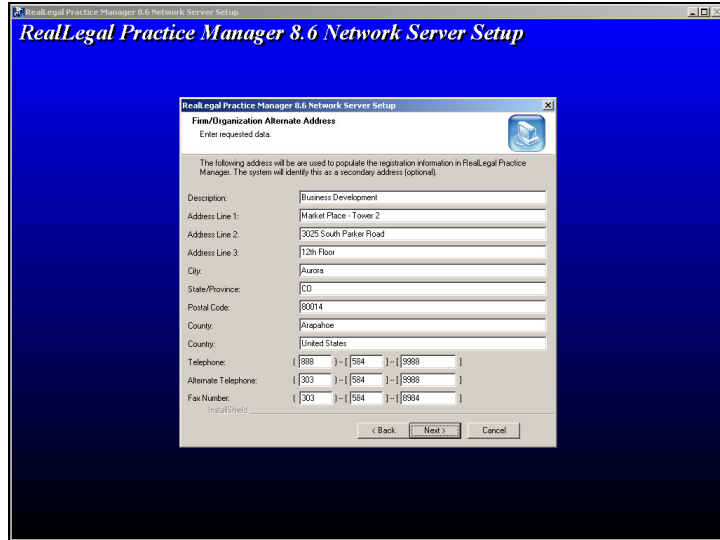 RealLegal Practice Manager 8.6 Network Server Setup
RealLegal Practice Manager 8.6 Network Server Setup
RealLegal Practice Manager 8.6 Network Server Setup
Firm/Organization Alternate Address
Enter requested data.
The following address will be are used to populate the registration information in RealLegal Practice
Manager. The system will identify this as a secondary address (optional).
Description: Business Development
Address Line 1: Market Place - Tower 2
Address Line 2: 3025 South Parker Road
Address Line 3: 12th Floor
City: Aurora
State/Province: CO
Postal Code: 80014
County: Arapahoe
Country: United States
Telephone: [ 888 ]--[ 584 ]--[ 9988 ]
Alternate Telephone: [ 303 ]--[ 584 ]--[ 9988 ]
Fax Number: [ 303 ]--[ 584 ]--[ 8984 ]
InstallShield
< Back Next > Cancel